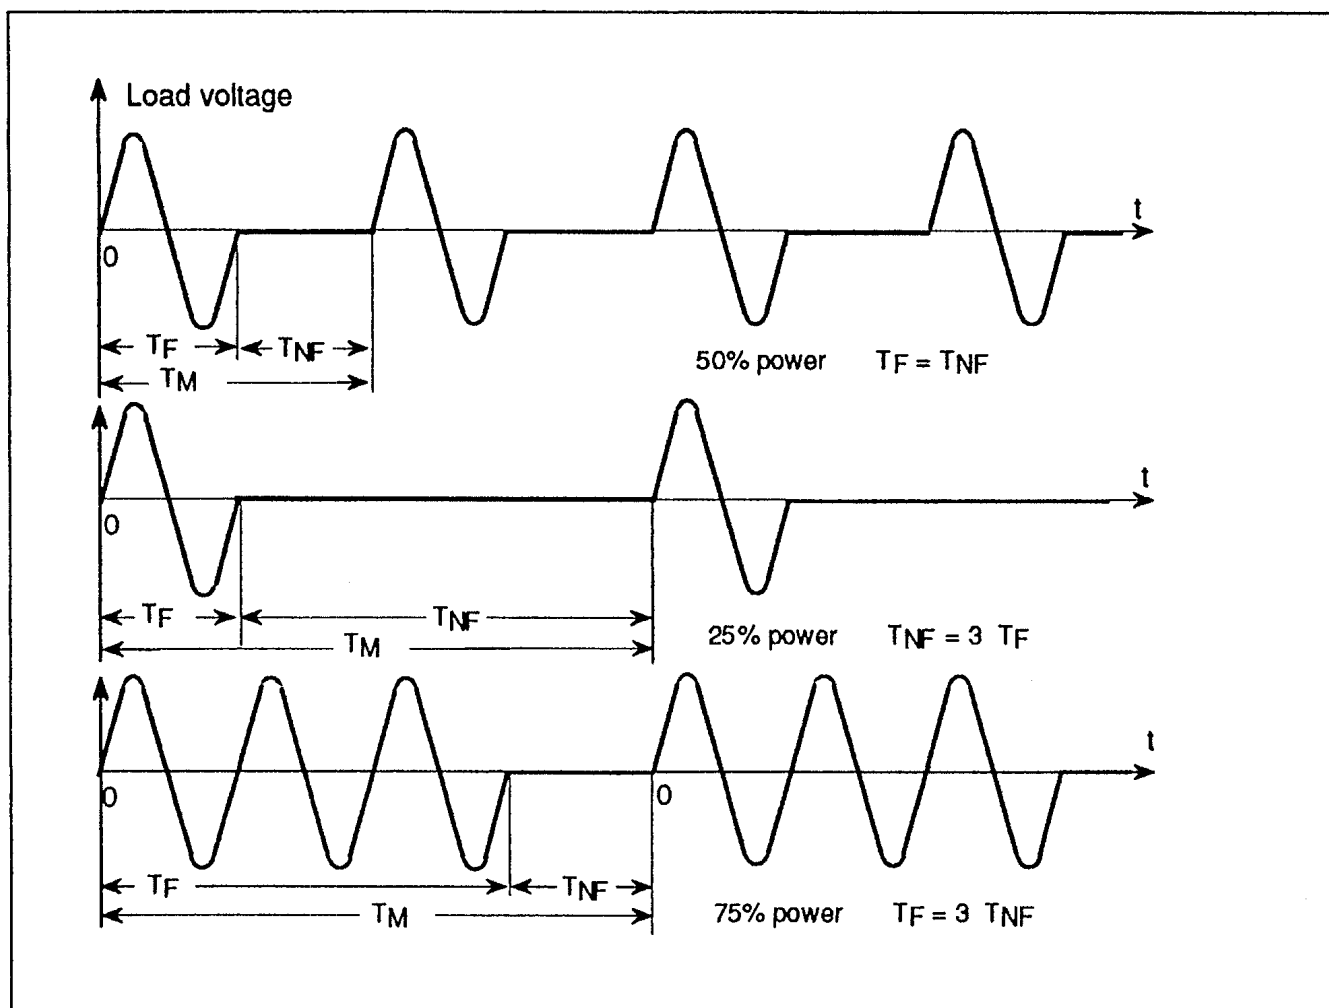 Load voltage
t
0
TF TNF
TM
50% power TF = TNF
t
0
TF TNF
TM
25% power TNF = 3 TF
t
0 0
TF TNF
TM
75% power TF = 3 TNF